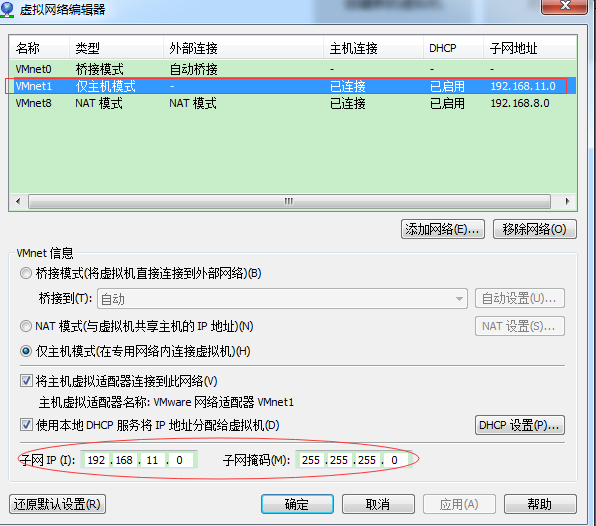 虚拟网络编辑器
名称 类型 外部连接 主机连接 DHCP 子网地址
VMnet0 桥接模式 自动桥接 - - -
VMnet1 仅主机模式 - 已连接 已启用 192.168.11.0
VMnet8 NAT 模式 NAT 模式 已连接 已启用 192.168.8.0
添加网络(E)... 移除网络(O)
VMnet 信息
桥接模式(将虚拟机直接连接到外部网络)(B)
桥接到(T): 自动 自动设置(U)...
NAT 模式(与虚拟机共享主机的 IP 地址)(N) NAT 设置(S)...
仅主机模式(在专用网络内连接虚拟机)(H)
将主机虚拟适配器连接到此网络(V)
主机虚拟适配器名称: VMware 网络适配器 VMnet1
使用本地 DHCP 服务将 IP 地址分配给虚拟机(D) DHCP 设置(P)...
子网 IP (I): 192 . 168 . 11 . 0 子网掩码(M): 255 . 255 . 255 . 0
还原默认设置(R) 确定 取消 应用(A) 帮助